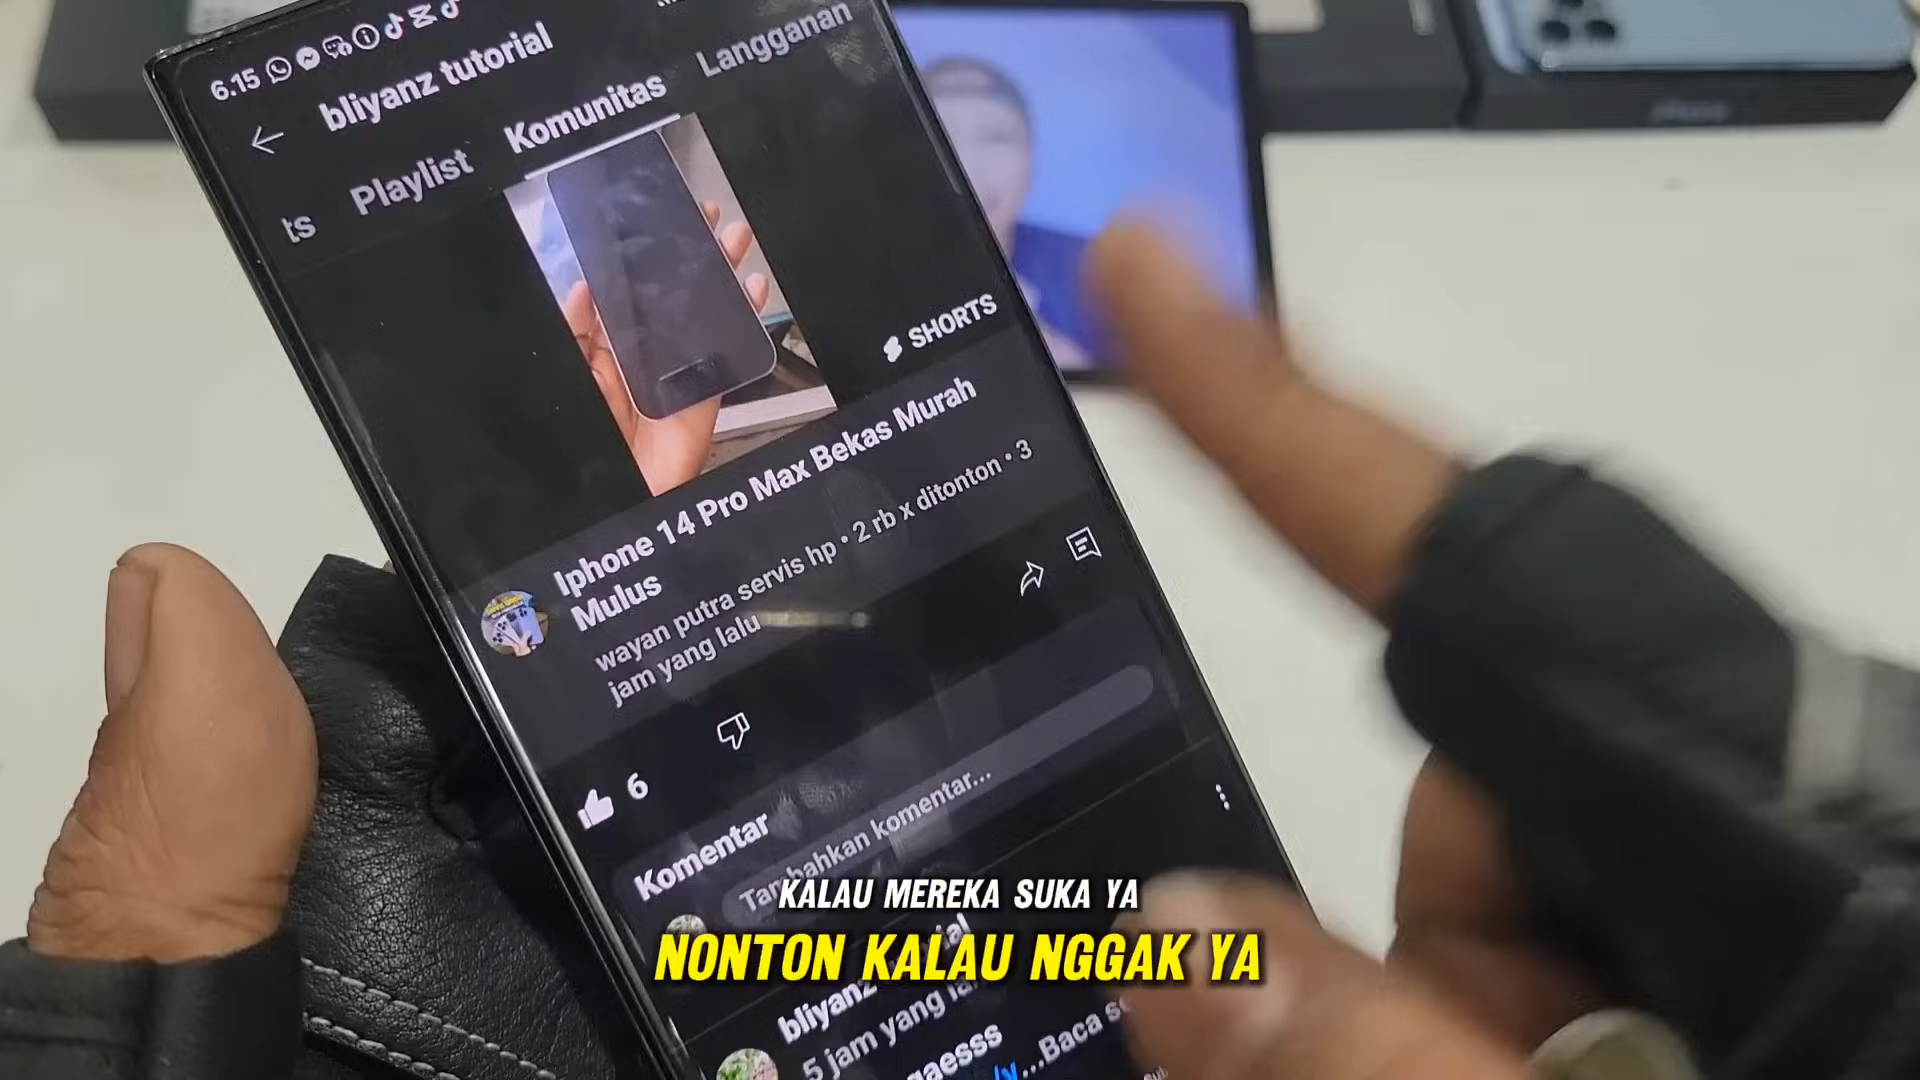 6.15
bliyanz tutorial
ts Playlist Komunitas Langganan
SHORTS
Iphone 14 Pro Max Bekas Murah
Mulus
wayan putra servis hp • 2 rb x ditonton • 3
jam yang lalu
6
Komentar
Tambahkan komentar...
KALAU MEREKA SUKA YA
NONTON KALAU NGGAK YA
bliyanz
5 jam yang
gaesss
...Baca